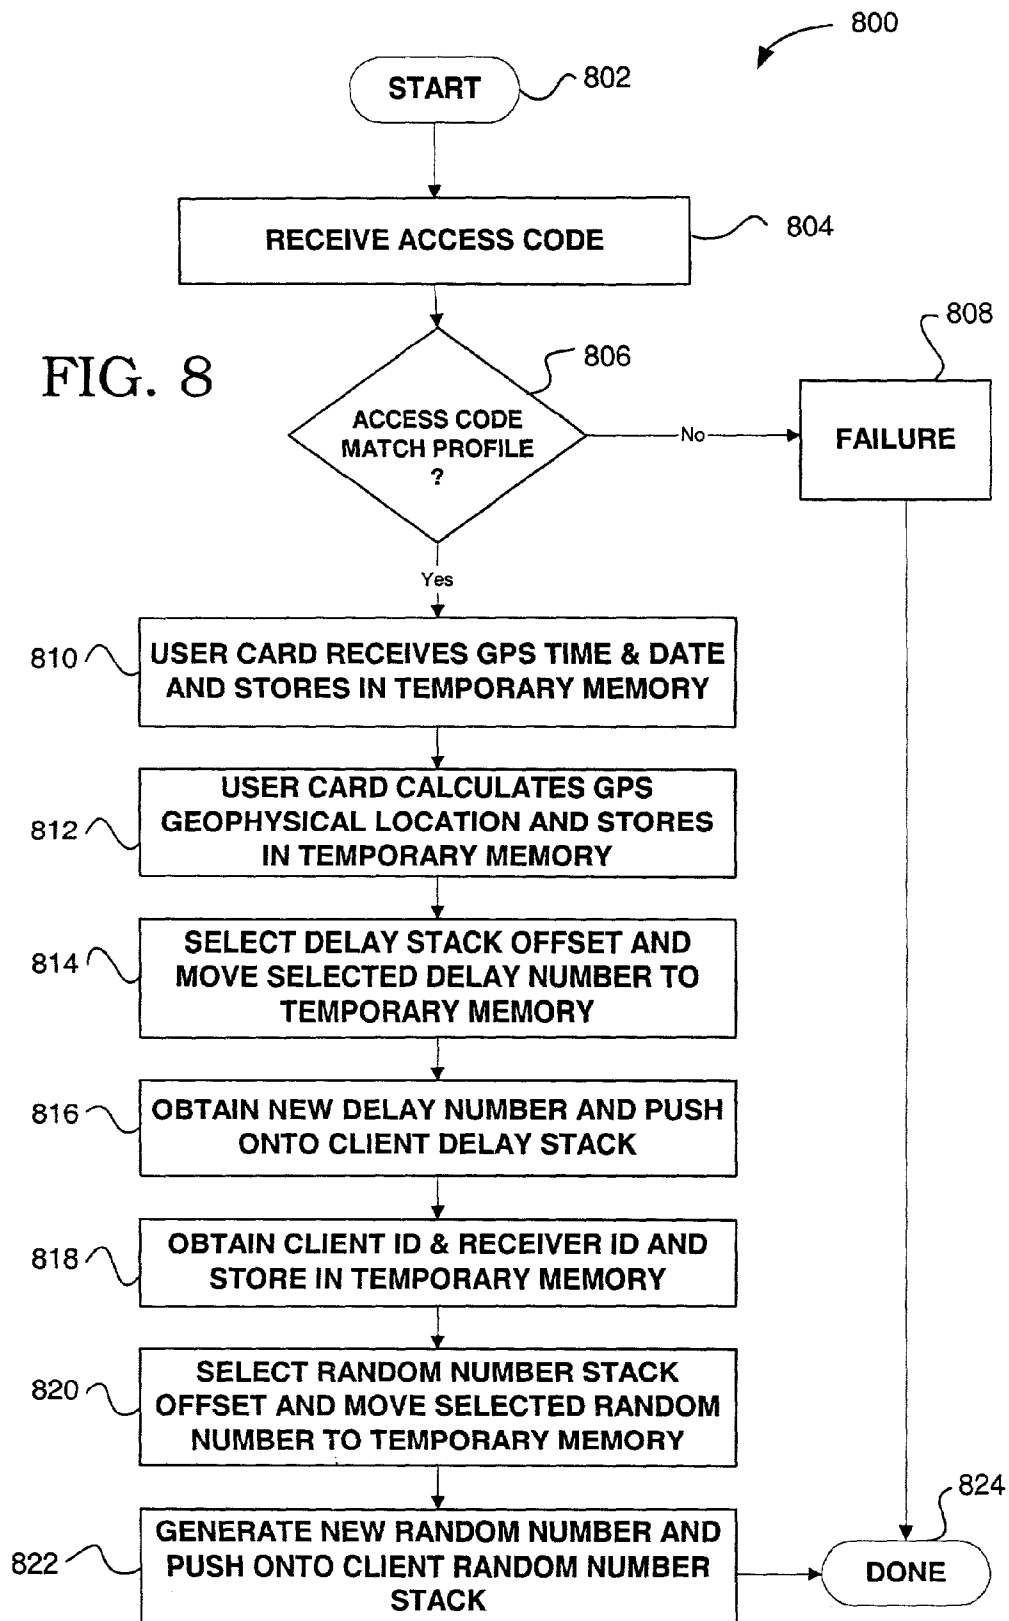 800
START
802
RECEIVE ACCESS CODE
804
FIG. 8
806
808
ACCESS CODE
MATCH PROFILE
?
No
FAILURE
Yes
810
USER CARD RECEIVES GPS TIME & DATE
AND STORES IN TEMPORARY MEMORY
812
USER CARD CALCULATES GPS
GEOPHYSICAL LOCATION AND STORES
IN TEMPORARY MEMORY
814
SELECT DELAY STACK OFFSET AND
MOVE SELECTED DELAY NUMBER TO
TEMPORARY MEMORY
816
OBTAIN NEW DELAY NUMBER AND PUSH
ONTO CLIENT DELAY STACK
818
OBTAIN CLIENT ID & RECEIVER ID AND
STORE IN TEMPORARY MEMORY
820
SELECT RANDOM NUMBER STACK
OFFSET AND MOVE SELECTED RANDOM
NUMBER TO TEMPORARY MEMORY
822
GENERATE NEW RANDOM NUMBER AND
PUSH ONTO CLIENT RANDOM NUMBER
STACK
824
DONE